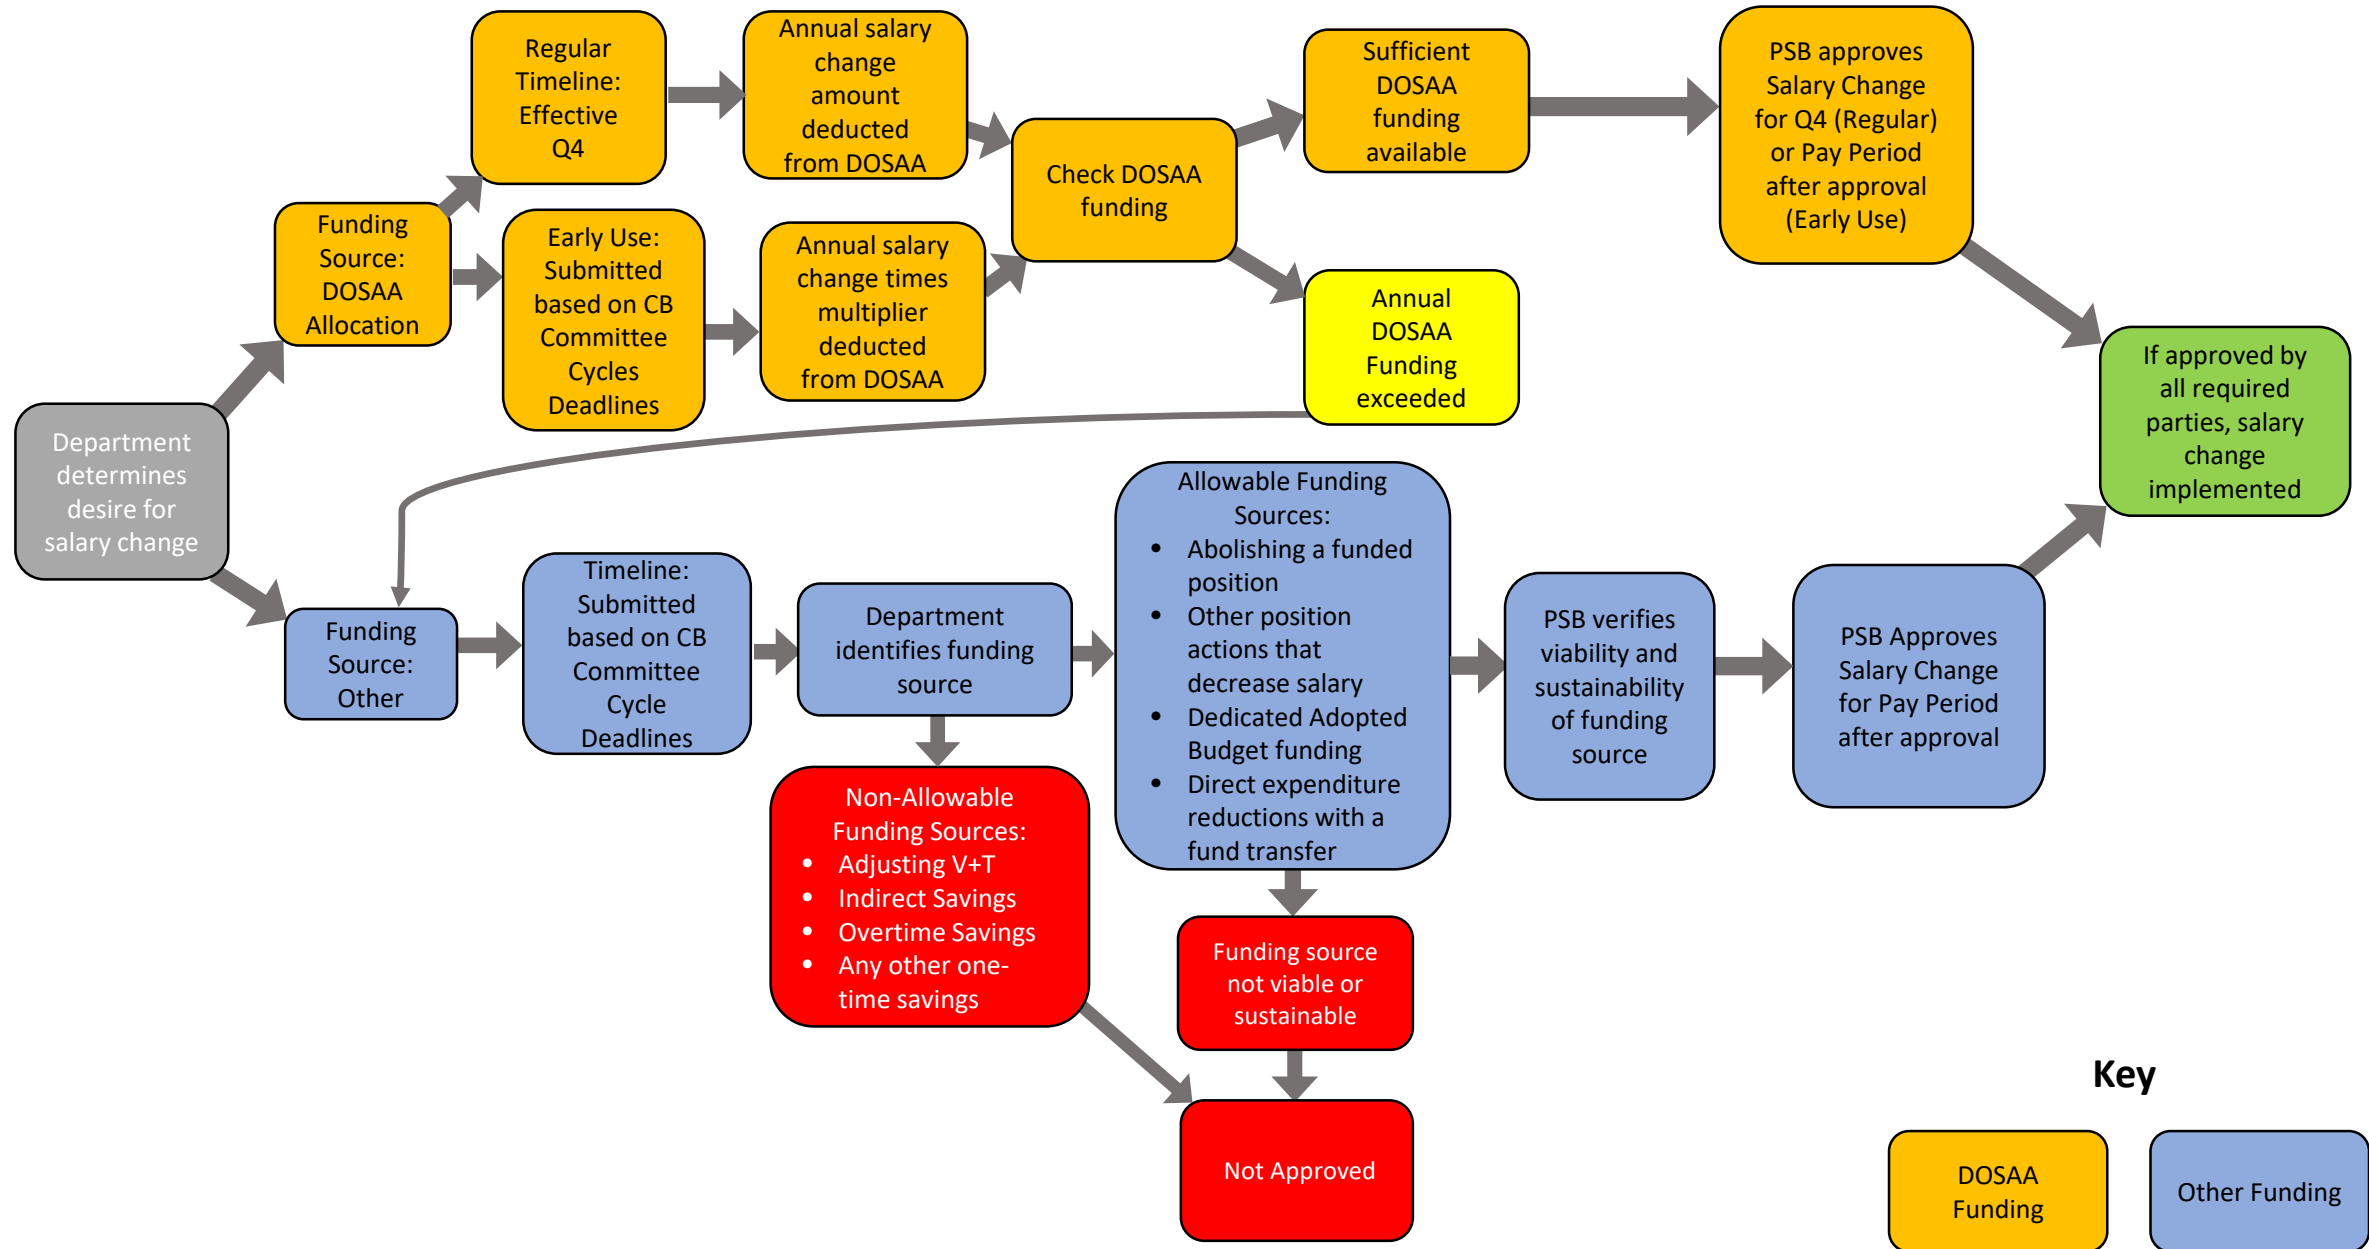 Regular
Timeline:
Effective
Q4
Annual salary
change
amount
deducted
from DOSAA
Sufficient
DOSAA
funding
available
PSB approves
Salary Change
for Q4 (Regular)
or Pay Period
after approval
(Early Use)
Check DOSAA
funding
Funding
Source:
DOSAA
Allocation
Early Use:
Submitted
based on CB
Committee
Cycles
Deadlines
Annual salary
change times
multiplier
deducted
from DOSAA
Annual
DOSAA
Funding
exceeded
If approved by
all required
parties, salary
change
implemented
Department
determines
desire for
salary change
Funding
Source:
Other
Timeline:
Submitted
based on CB
Committee
Cycle
Deadlines
Department
identifies funding
source
Allowable Funding
Sources:
• Abolishing a funded
position
• Other position
actions that
decrease salary
• Dedicated Adopted
Budget funding
• Direct expenditure
reductions with a
fund transfer
PSB verifies
viability and
sustainability
of funding
source
PSB Approves
Salary Change
for Pay Period
after approval
Non-Allowable
Funding Sources:
• Adjusting V+T
• Indirect Savings
• Overtime Savings
• Any other one-
time savings
Funding source
not viable or
sustainable
Not Approved
Key
DOSAA
Funding
Other Funding